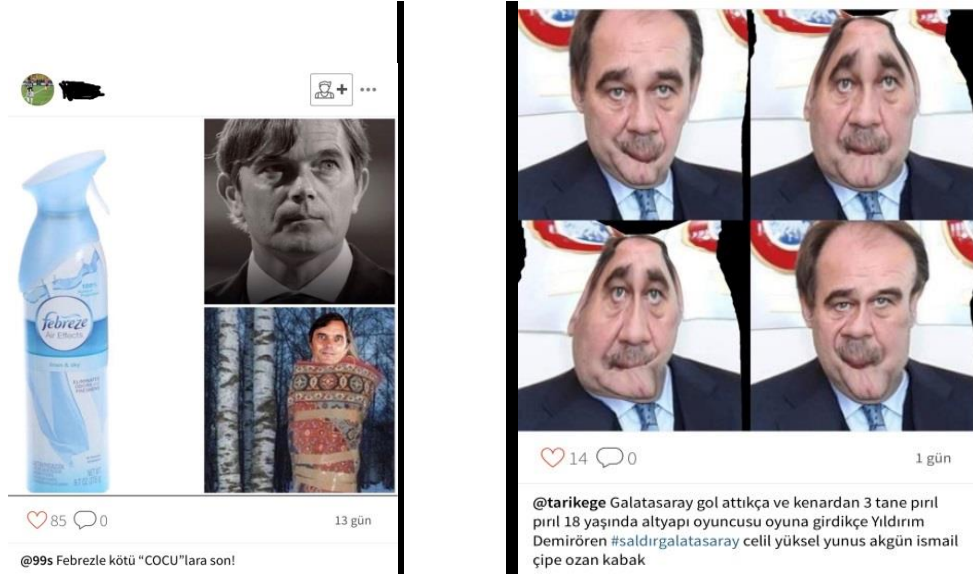 febreze
Air Effects
85 0 13 gün
@99s Febrezle kötü “COCU”lara son!
14 0 1 gün
@tarikege Galatasaray gol attıkça ve kenardan 3 tane pırıl
pırıl 18 yaşında altyapı oyuncusu oyuna girdikçe Yıldırım
Demirören #saldırgalatasaray celil yüksel yunus akgün ismail
çipe ozan kabak